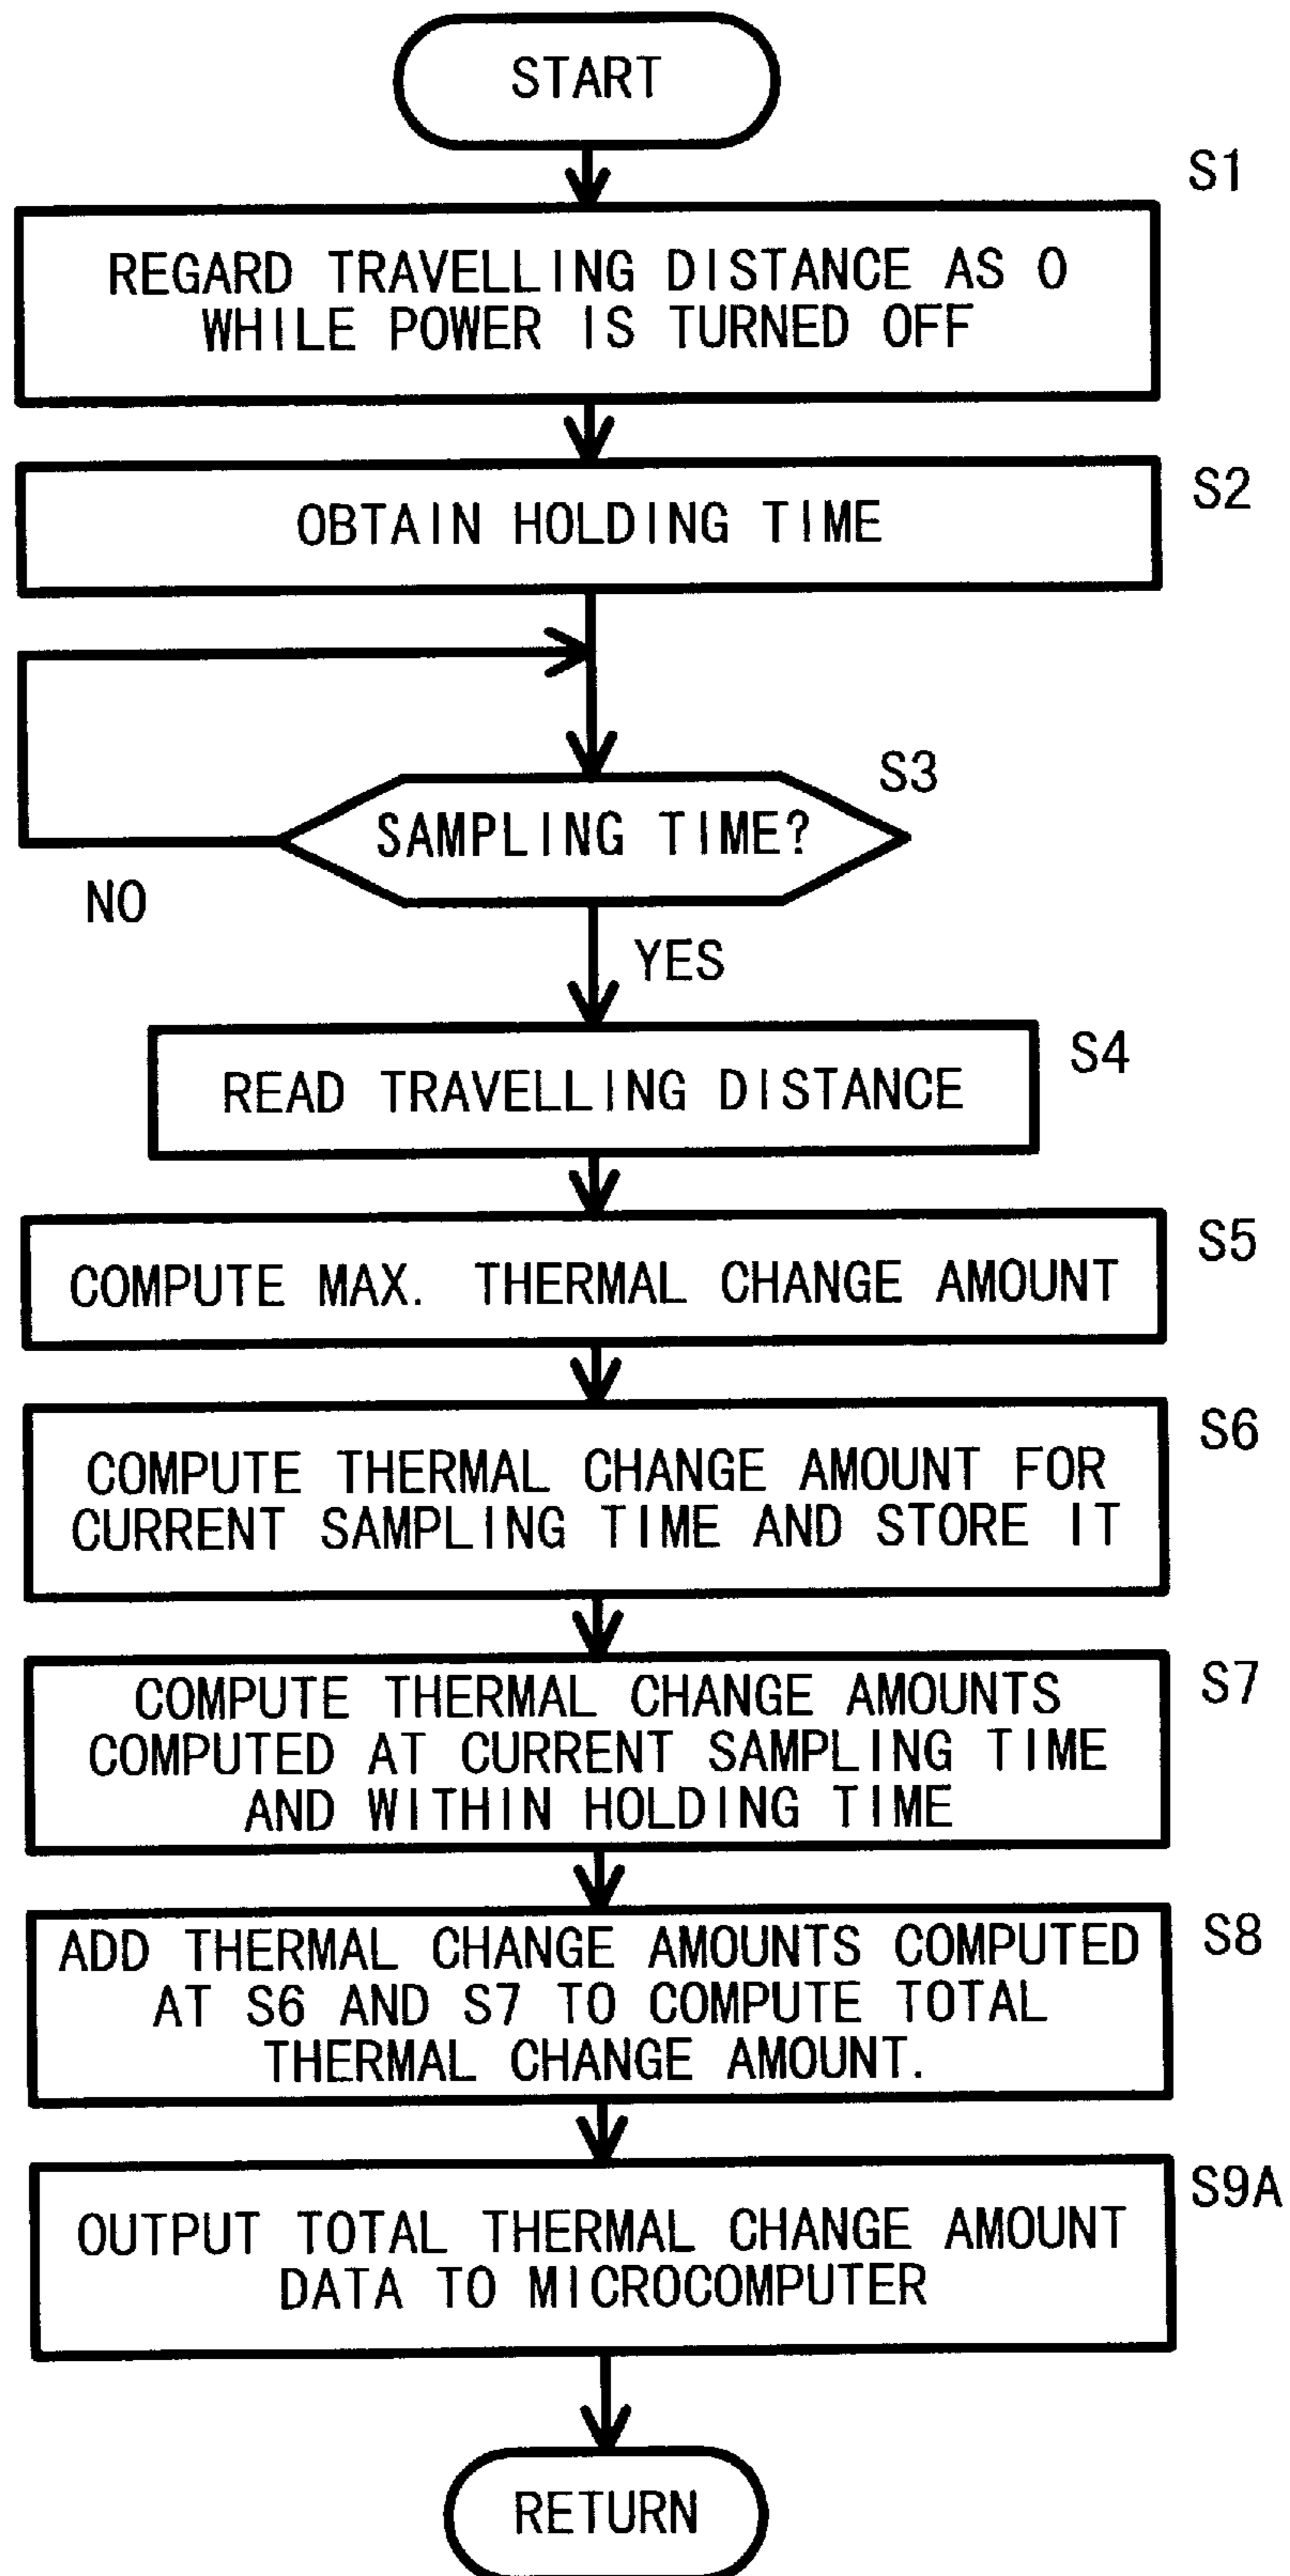 START
S1
REGARD TRAVELLING DISTANCE AS 0
WHILE POWER IS TURNED OFF
S2
OBTAIN HOLDING TIME
S3
SAMPLING TIME?
NO
YES
S4
READ TRAVELLING DISTANCE
S5
COMPUTE MAX. THERMAL CHANGE AMOUNT
S6
COMPUTE THERMAL CHANGE AMOUNT FOR
CURRENT SAMPLING TIME AND STORE IT
S7
COMPUTE THERMAL CHANGE AMOUNTS
COMPUTED AT CURRENT SAMPLING TIME
AND WITHIN HOLDING TIME
S8
ADD THERMAL CHANGE AMOUNTS COMPUTED
AT S6 AND S7 TO COMPUTE TOTAL
THERMAL CHANGE AMOUNT.
S9A
OUTPUT TOTAL THERMAL CHANGE AMOUNT
DATA TO MICROCOMPUTER
RETURN